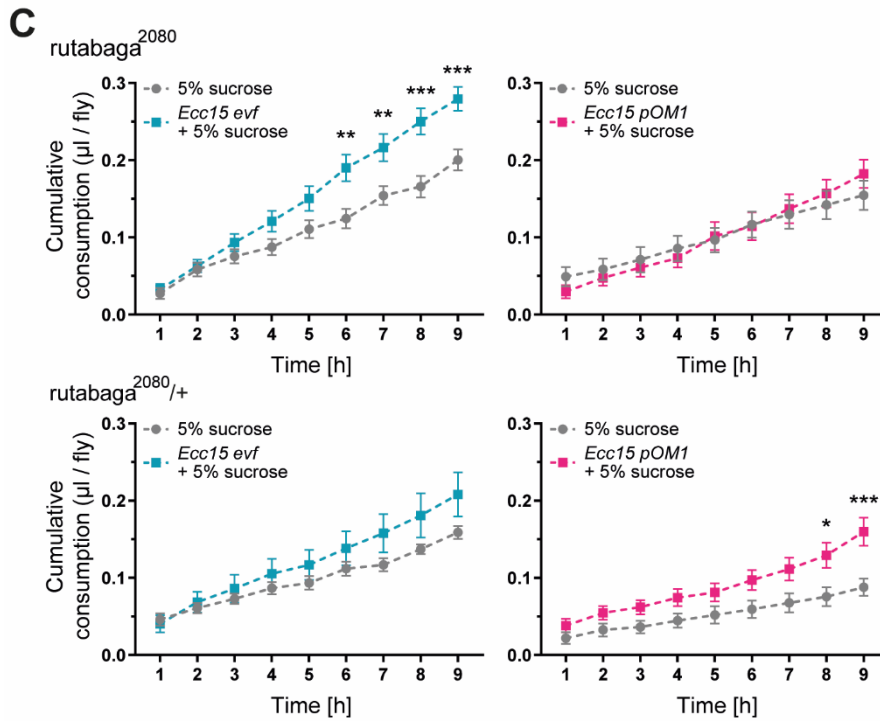 C
rutabaga²⁰⁸⁰
5% sucrose
Ecc15 evf
+ 5% sucrose
** ** *** ***
Cumulative
consumption (µl / fly)
0.3
0.2
0.1
0.0
1 2 3 4 5 6 7 8 9
Time [h]
5% sucrose
Ecc15 pOM1
+ 5% sucrose
0.3
0.2
0.1
0.0
1 2 3 4 5 6 7 8 9
Time [h]
rutabaga²⁰⁸⁰/+
5% sucrose
Ecc15 evf
+ 5% sucrose
Cumulative
consumption (µl / fly)
0.3
0.2
0.1
0.0
1 2 3 4 5 6 7 8 9
Time [h]
5% sucrose
Ecc15 pOM1
+ 5% sucrose
* ***
0.3
0.2
0.1
0.0
1 2 3 4 5 6 7 8 9
Time [h]